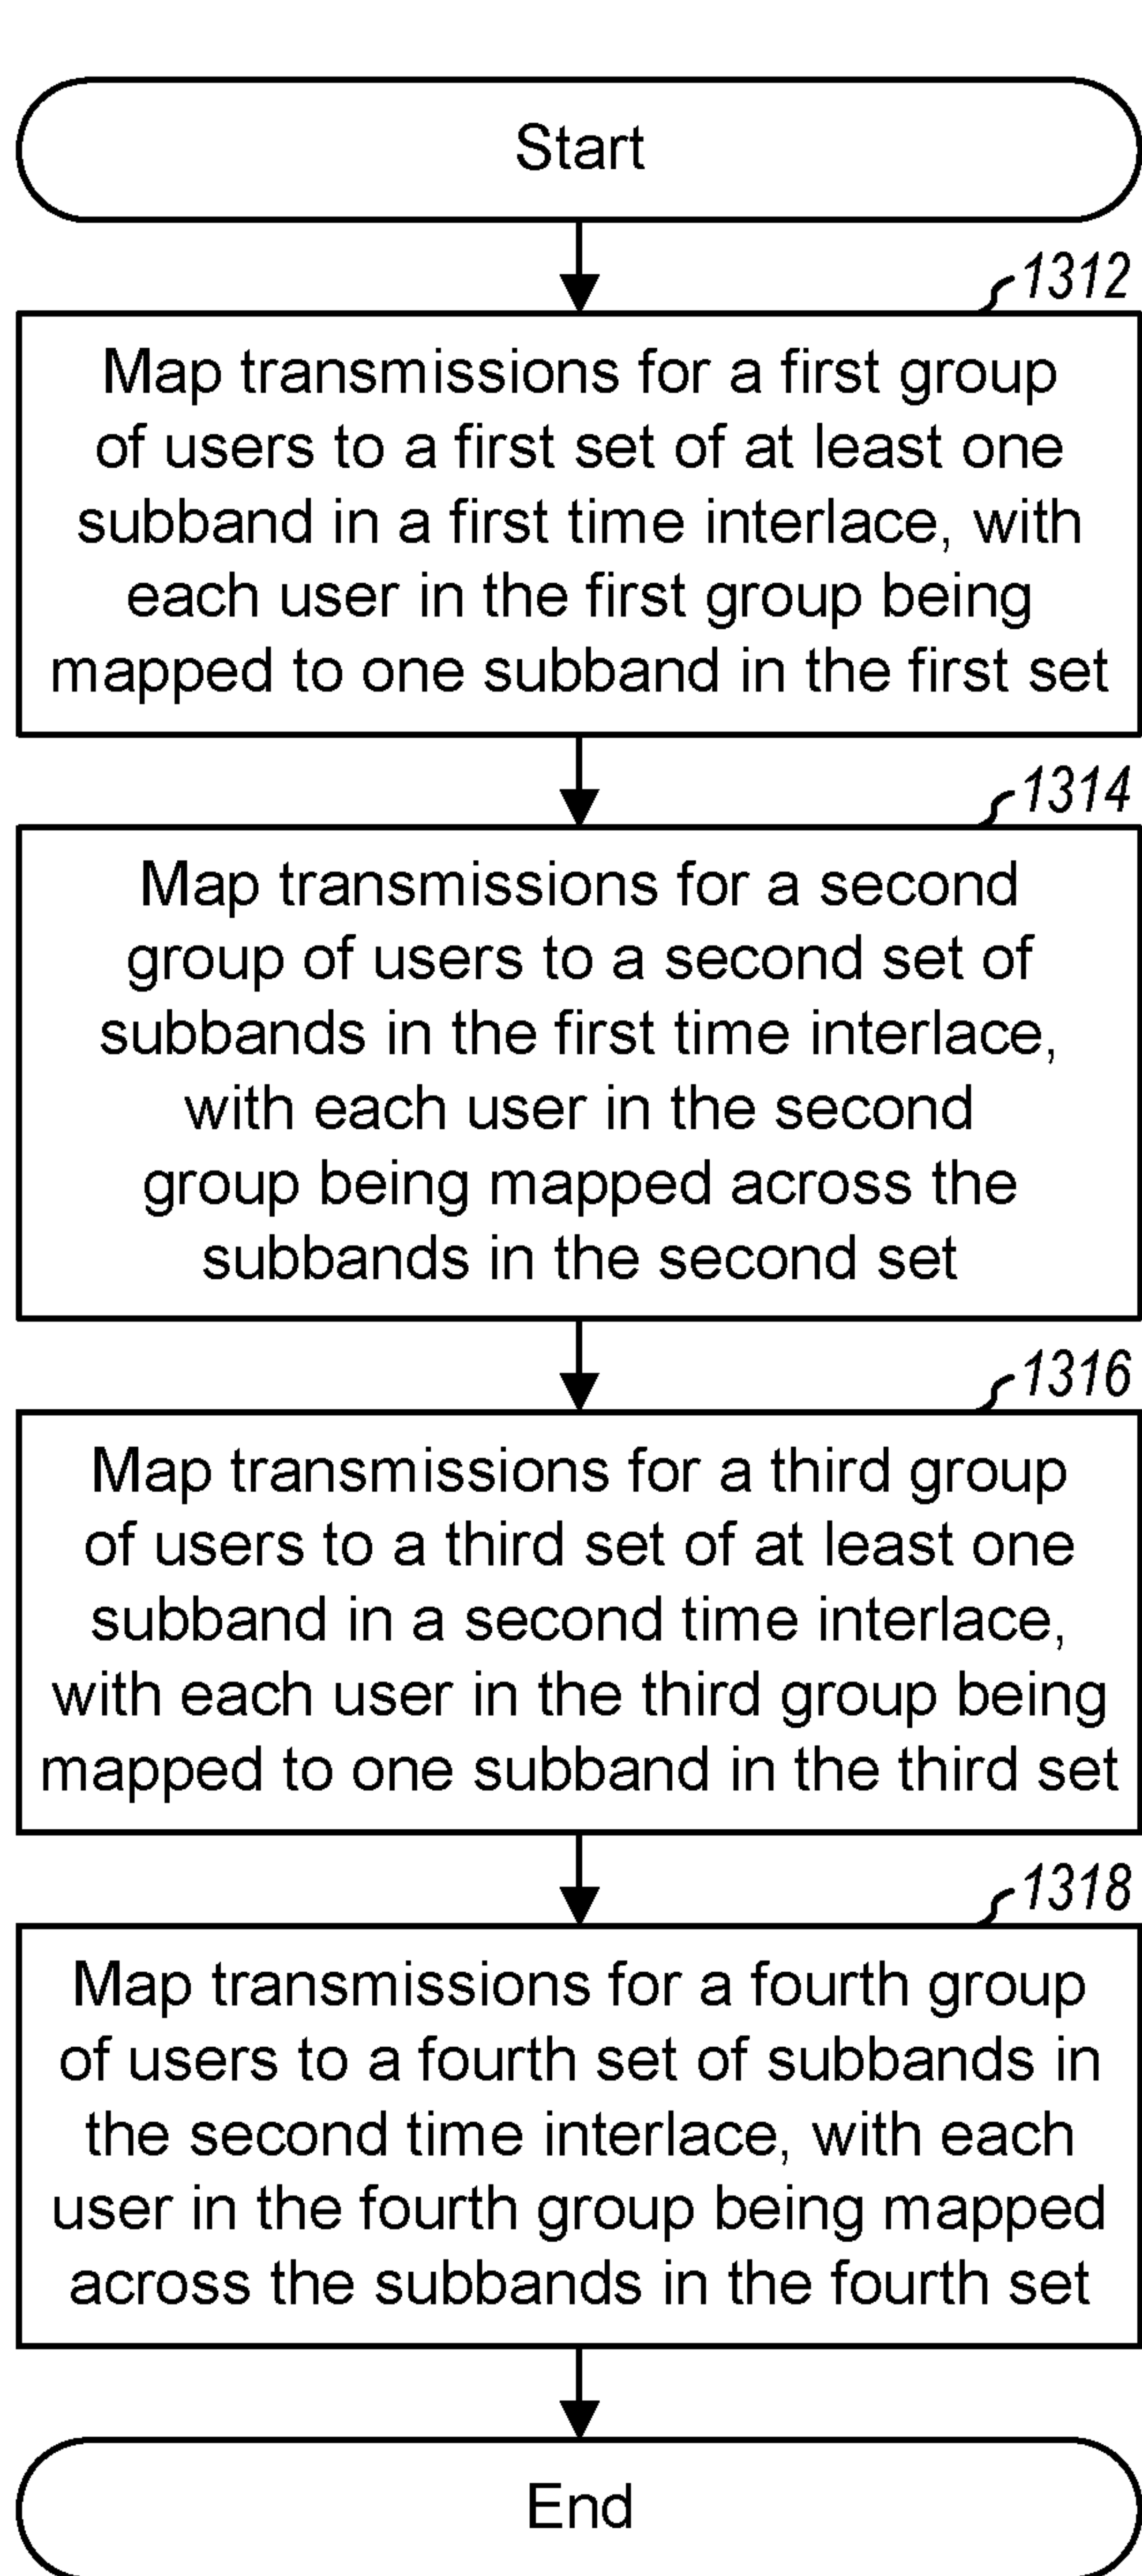 Start
1312
Map transmissions for a first group
of users to a first set of at least one
subband in a first time interlace, with
each user in the first group being
mapped to one subband in the first set
1314
Map transmissions for a second
group of users to a second set of
subbands in the first time interlace,
with each user in the second
group being mapped across the
subbands in the second set
1316
Map transmissions for a third group
of users to a third set of at least one
subband in a second time interlace,
with each user in the third group being
mapped to one subband in the third set
1318
Map transmissions for a fourth group
of users to a fourth set of subbands in
the second time interlace, with each
user in the fourth group being mapped
across the subbands in the fourth set
End